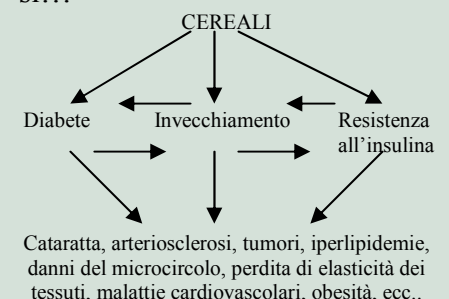 CEREALI
Diabete Invecchiamento Resistenza
all'insulina
Cataratta, arteriosclerosi, tumori, iperlipidemie,
danni del microcircolo, perdita di elasticità dei
tessuti, malattie cardiovascolari, obesità, ecc..